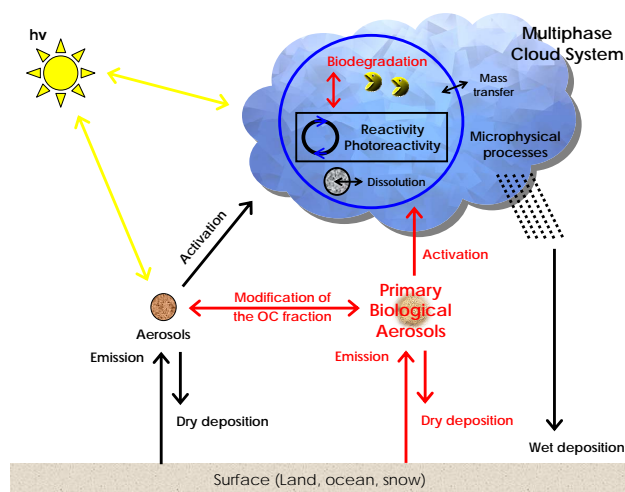 hν
Multiphase
Cloud System
Biodegradation
Mass
transfer
Reactivity
Photoreactivity
Microphysical
processes
Dissolution
Activation
Activation
Modification of
the OC fraction
Primary
Biological
Aerosols
Aerosols
Emission
Emission
Dry deposition
Dry deposition
Wet deposition
Surface (Land, ocean, snow)